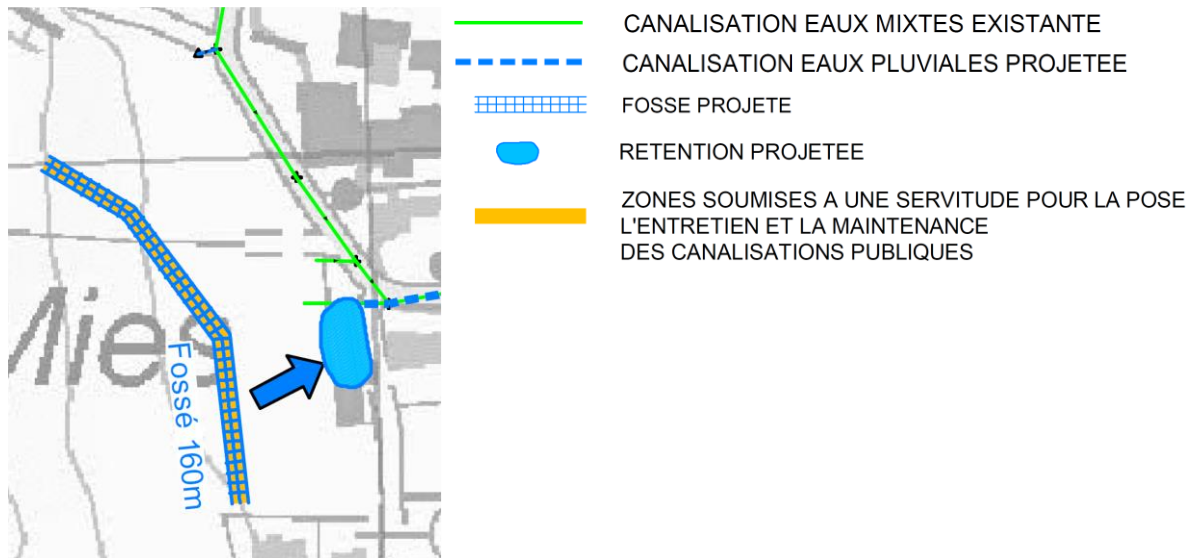 CANALISATION EAUX MIXTES EXISTANTE
CANALISATION EAUX PLUVIALES PROJETEE
FOSSE PROJETE
RETENTION PROJETEE
ZONES SOUMISES A UNE SERVITUDE POUR LA POSE
L'ENTRETIEN ET LA MAINTENANCE
DES CANALISATIONS PUBLIQUES
Mies
Fossé 160m